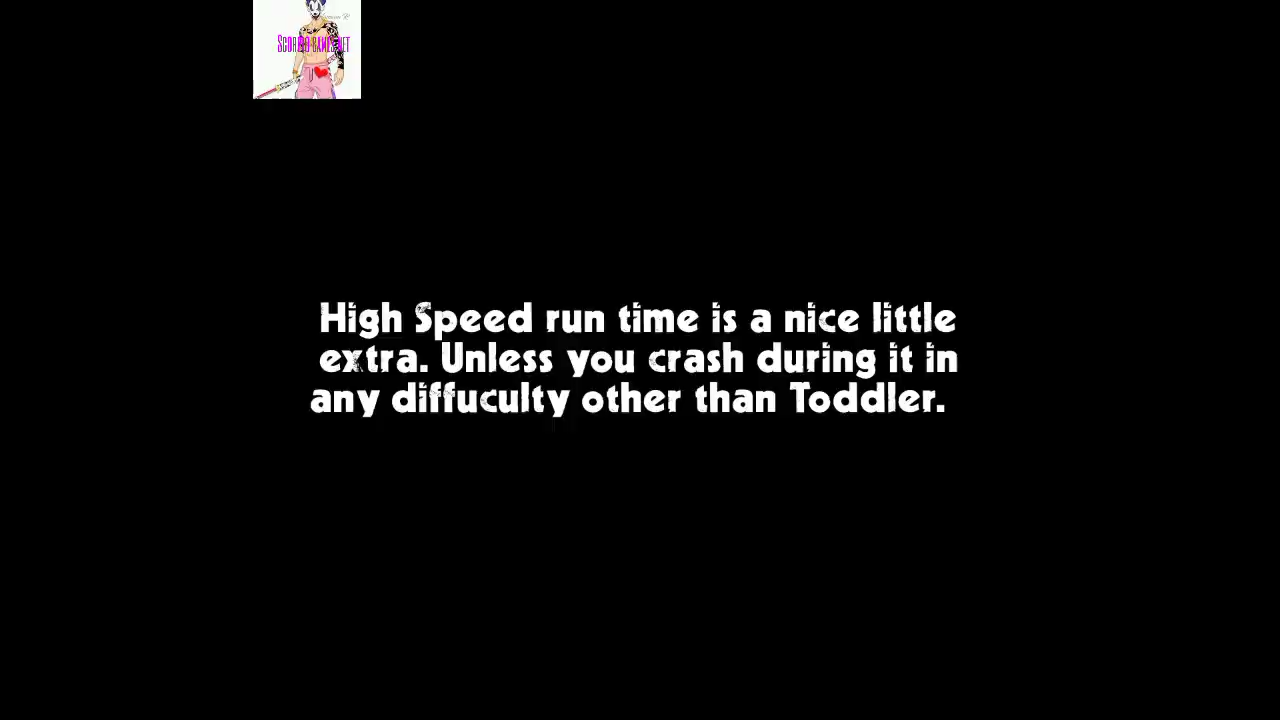 High Speed run time is a nice little
extra. Unless you crash during it in
any diffuculty other than Toddler.